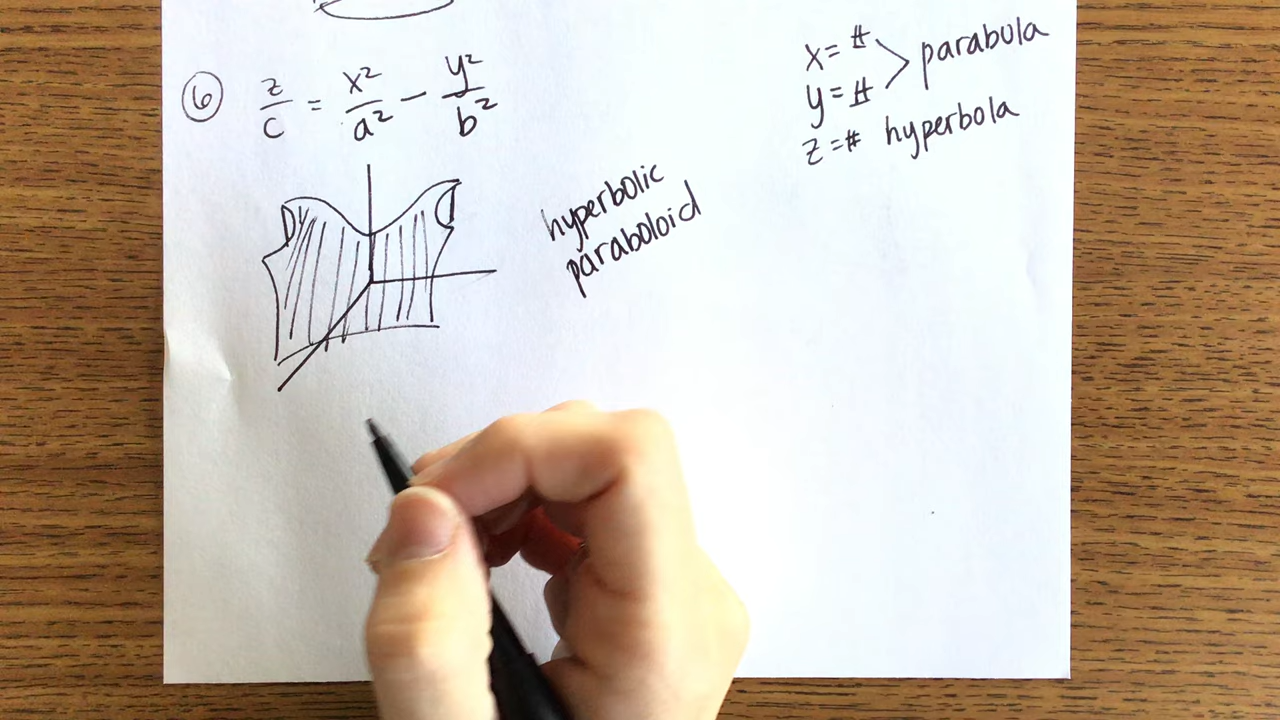 ⑥ z/c = x²/a² − y²/b²
x = #
y = # > parabola
z = # hyperbola
hyperbolic
paraboloid